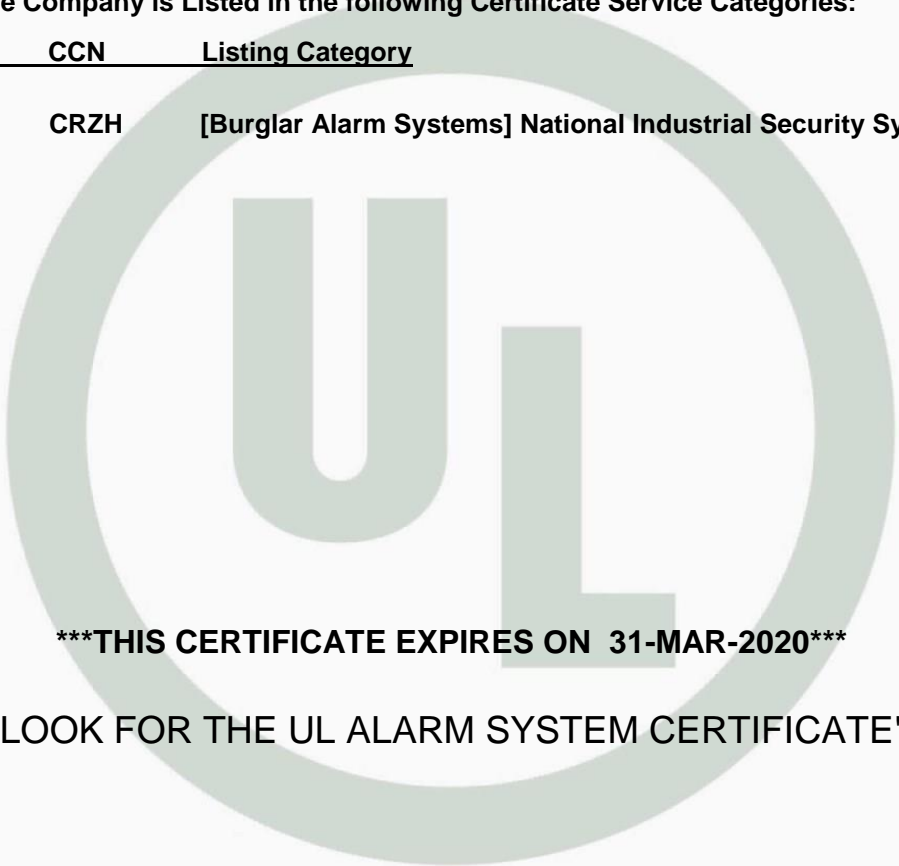 e Company is Listed in the following Certificate Service Categories:
CCN Listing Category
CRZH [Burglar Alarm Systems] National Industrial Security Sy
UL
***THIS CERTIFICATE EXPIRES ON 31-MAR-2020***
LOOK FOR THE UL ALARM SYSTEM CERTIFICATE"